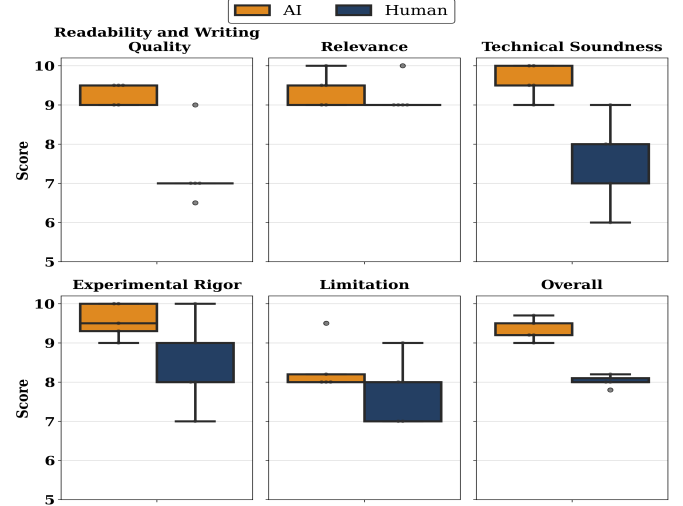 AI Human
Readability and Writing
Quality
Relevance
Technical Soundness
Score
10
9
8
7
6
5
Experimental Rigor
Limitation
Overall
Score
10
9
8
7
6
5